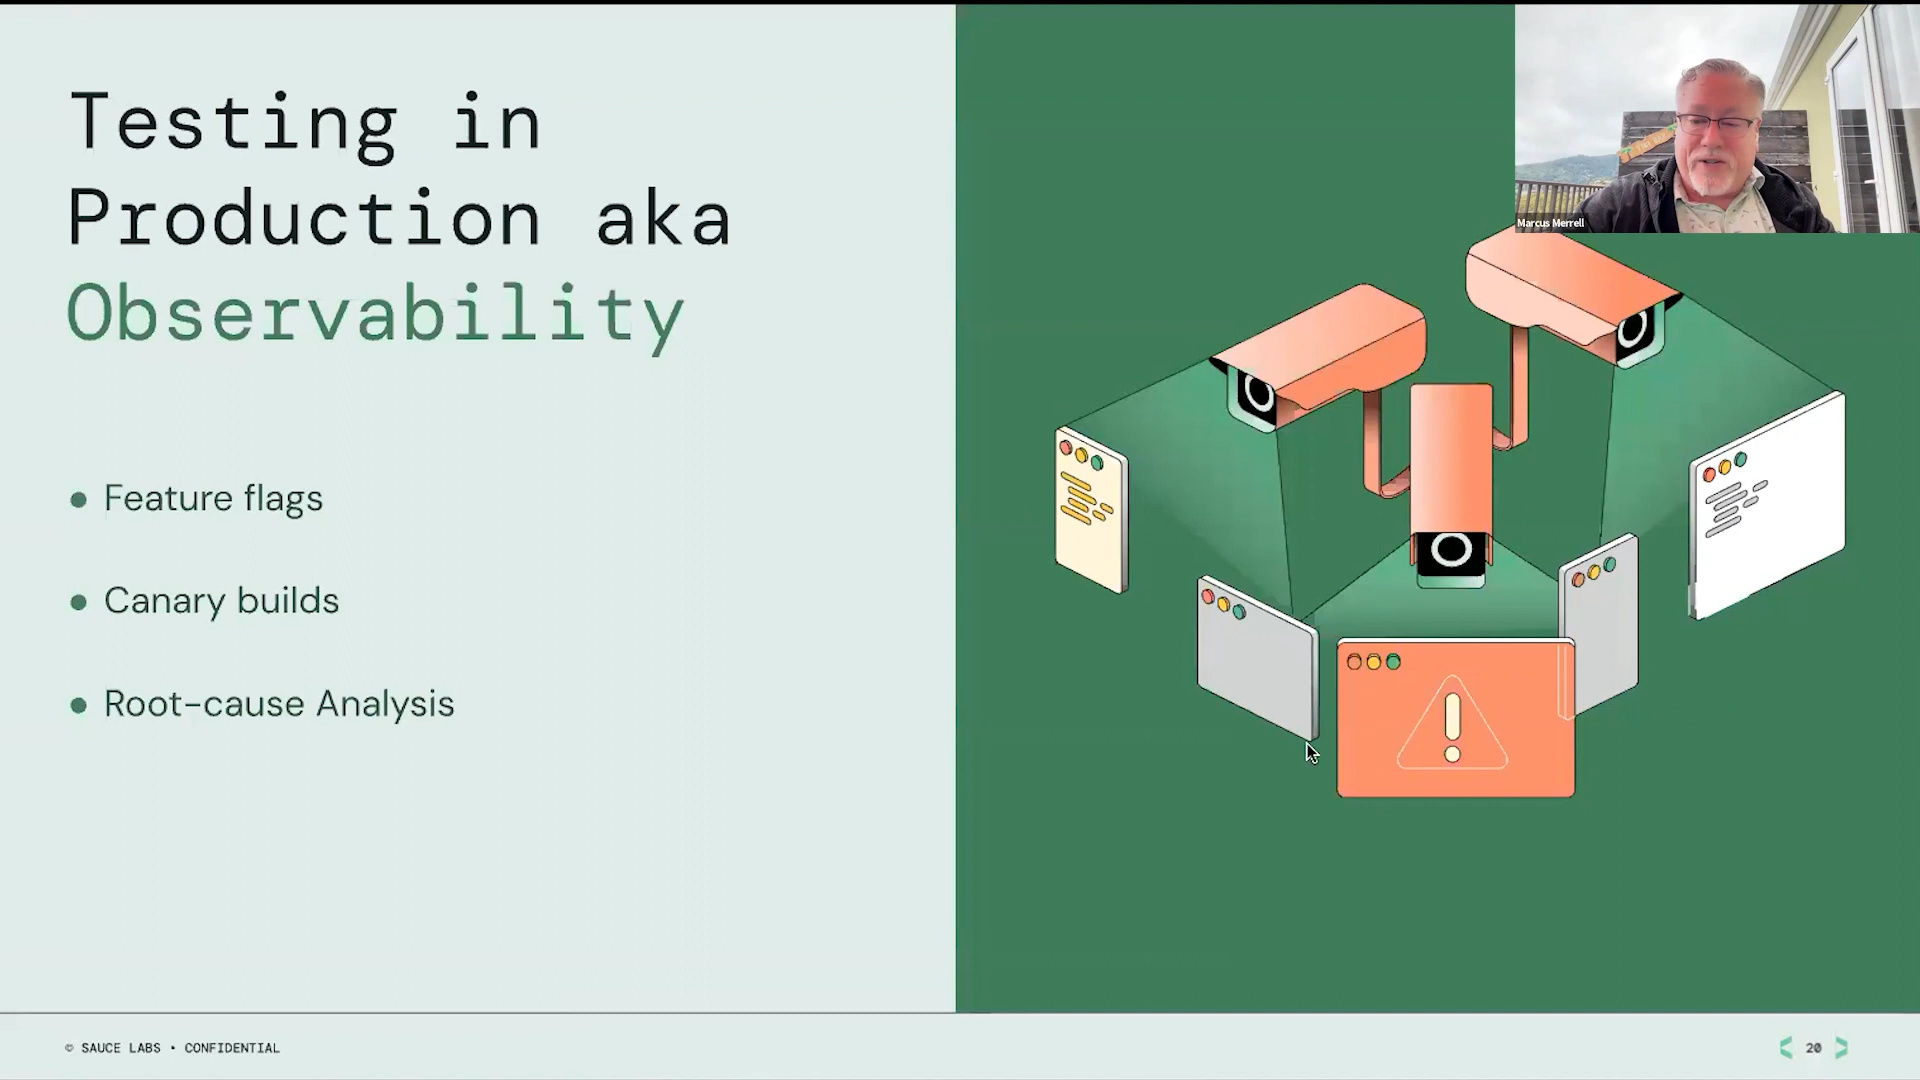 Testing in
Production aka
Observability
Feature flags
Canary builds
Root-cause Analysis
Marcus Merrell
© SAUCE LABS • CONFIDENTIAL
20